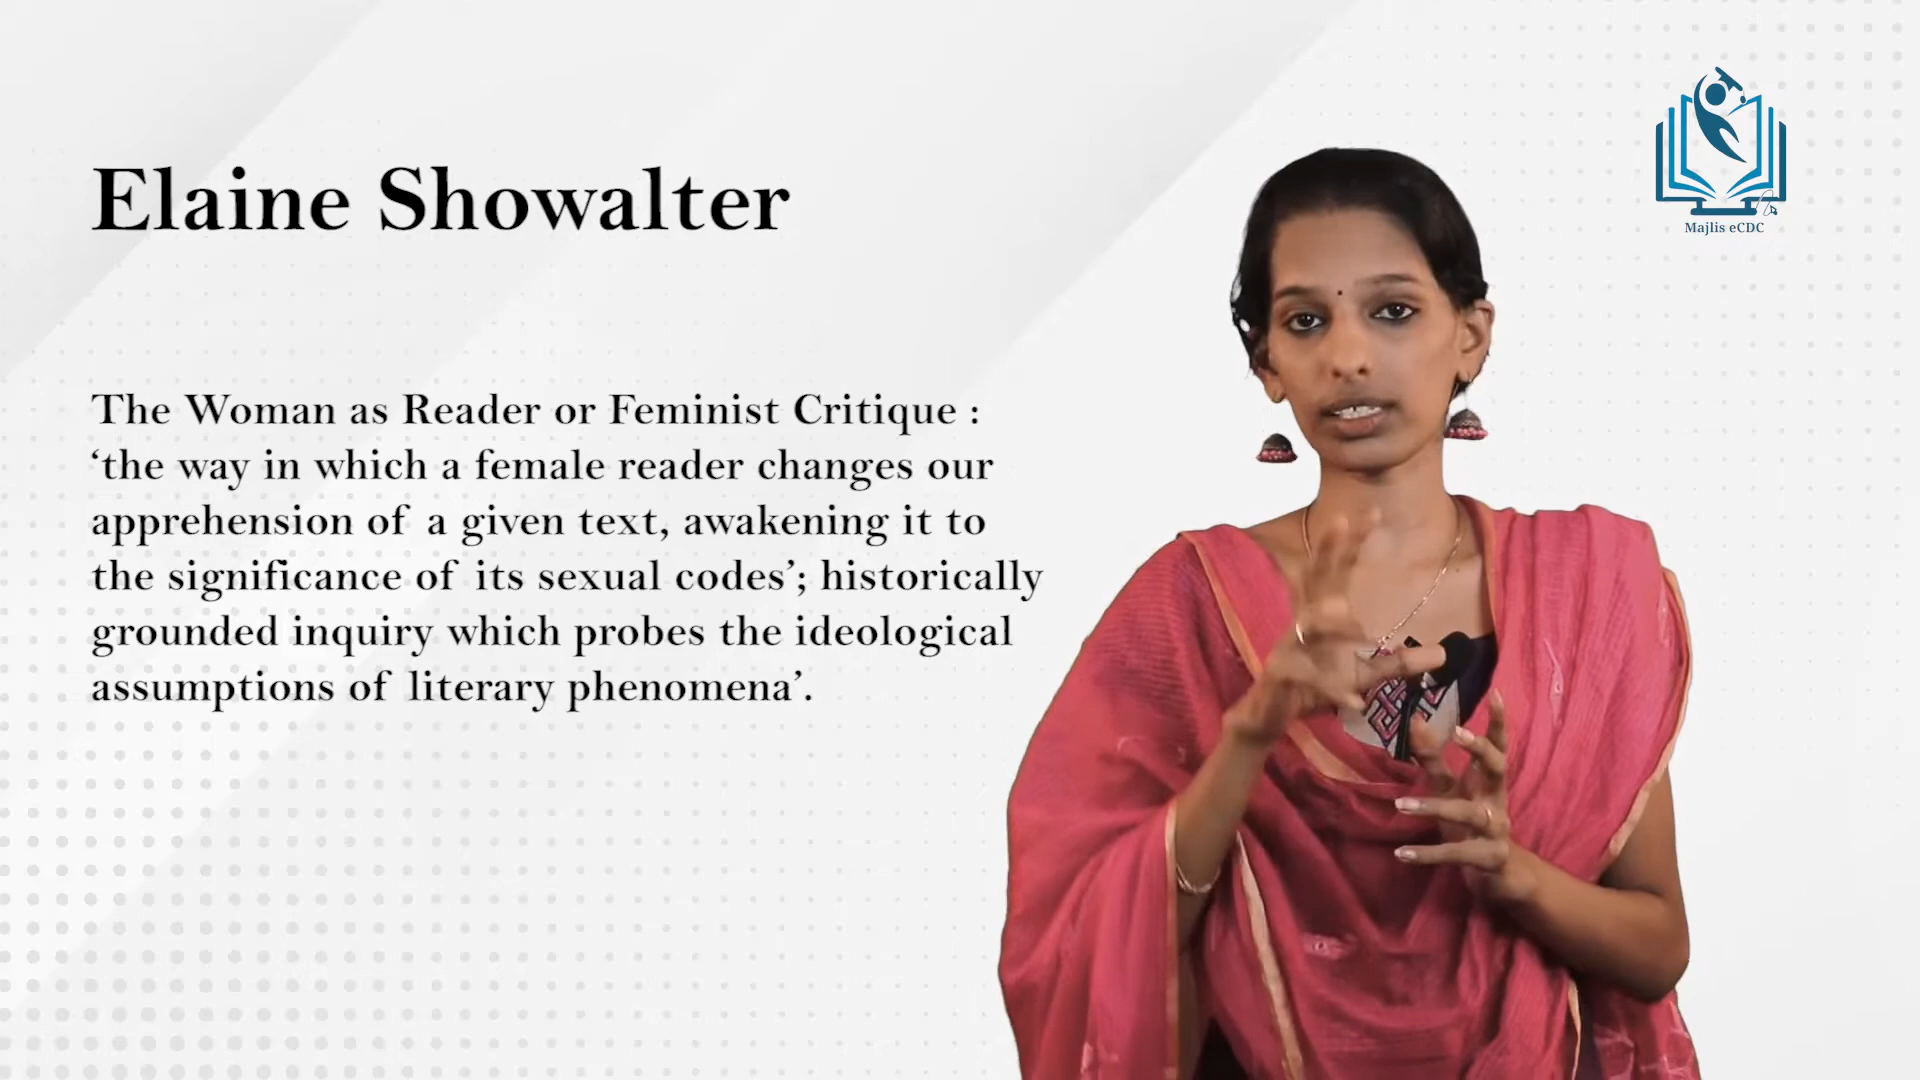 Elaine Showalter
Majlis eCDC
The Woman as Reader or Feminist Critique :
‘the way in which a female reader changes our
apprehension of a given text, awakening it to
the significance of its sexual codes’; historically
grounded inquiry which probes the ideological
assumptions of literary phenomena’.